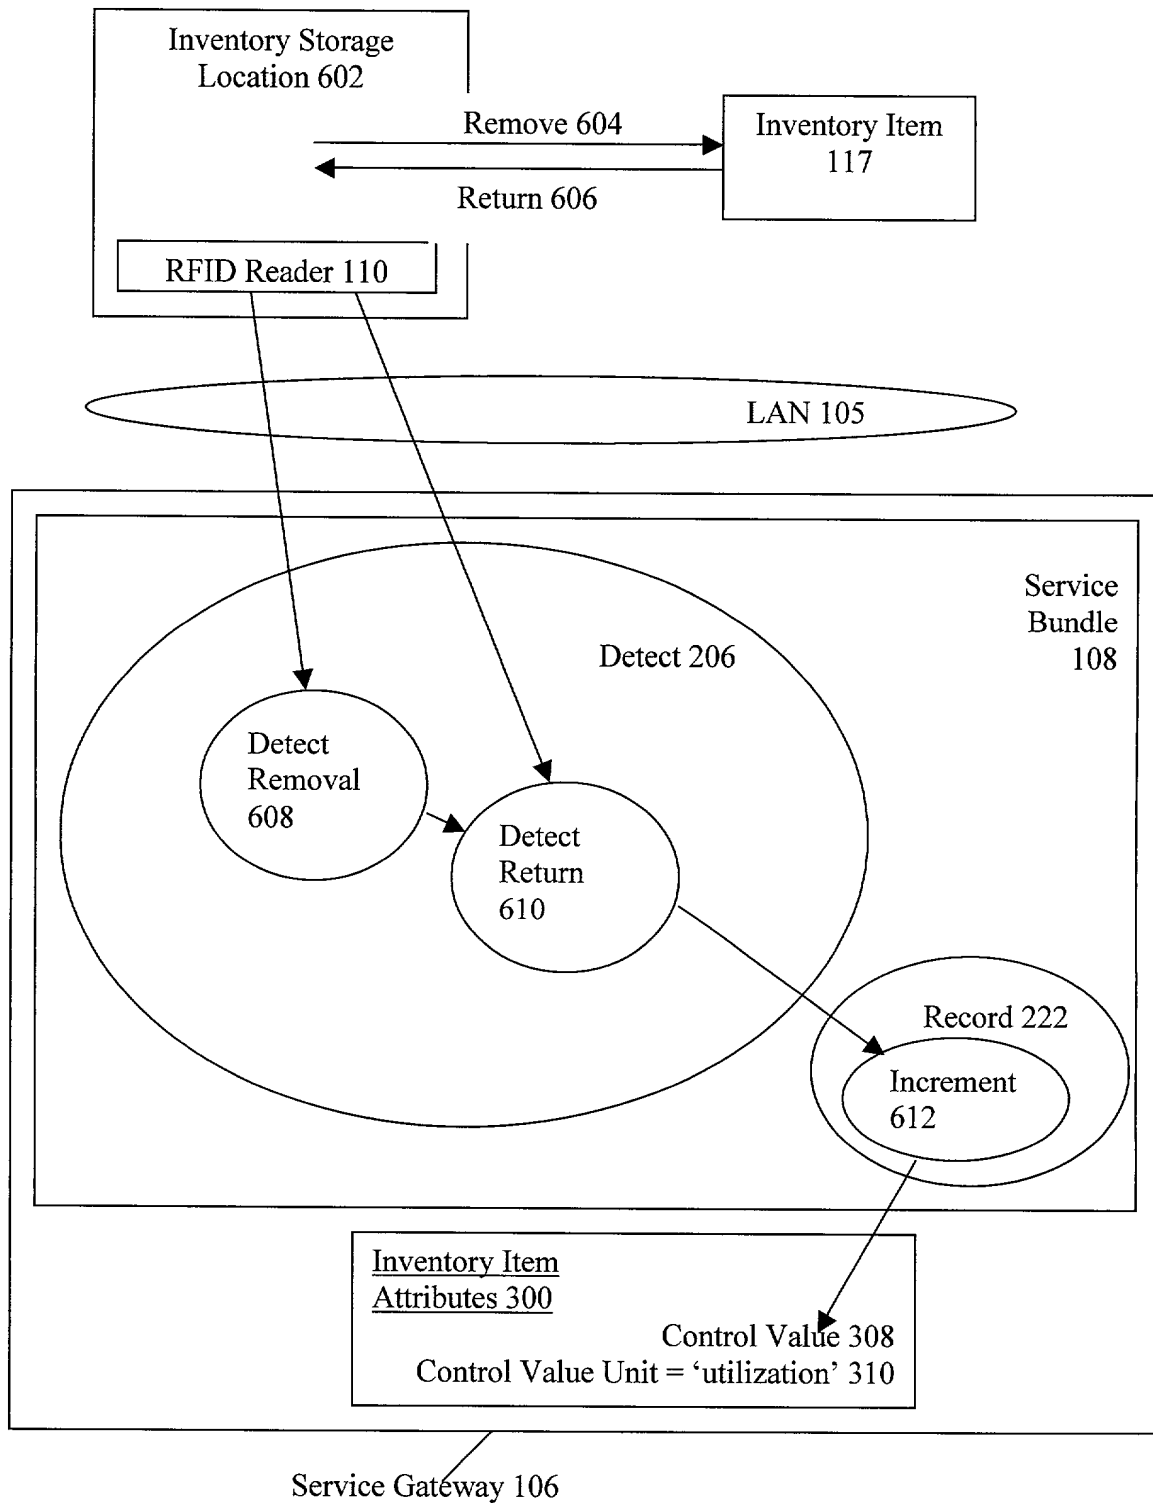 Inventory Storage
Location 602
Remove 604
Inventory Item
117
Return 606
RFID Reader 110
LAN 105
Service
Bundle
108
Detect 206
Detect
Removal
608
Detect
Return
610
Record 222
Increment
612
Inventory Item
Attributes 300
Control Value 308
Control Value Unit = ‘utilization’ 310
Service Gateway 106